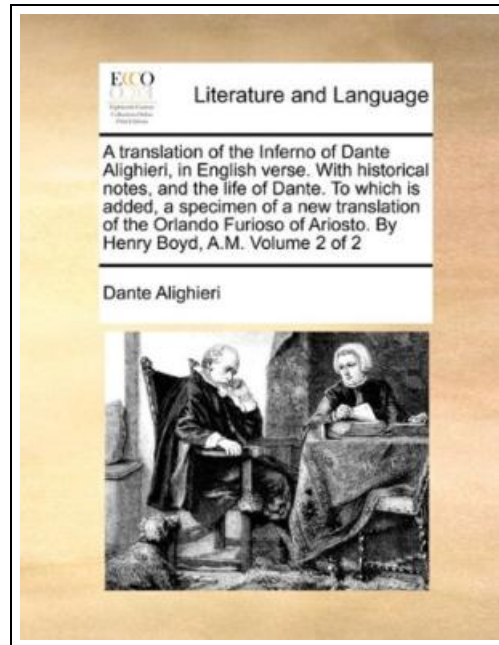 ECCO
Literature and Language
A translation of the Inferno of Dante
Alighieri, in English verse. With historical
notes, and the life of Dante. To which is
added, a specimen of a new translation
of the Orlando Furioso of Ariosto. By
Henry Boyd, A.M. Volume 2 of 2
Dante Alighieri